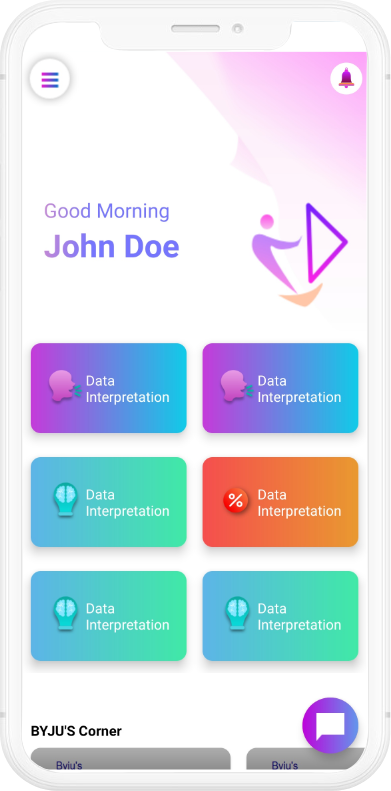 Good Morning
John Doe
Data
Interpretation
Data
Interpretation
Data
Interpretation
%
Data
Interpretation
Data
Interpretation
Data
Interpretation
BYJU'S Corner
Byju's
Byju's